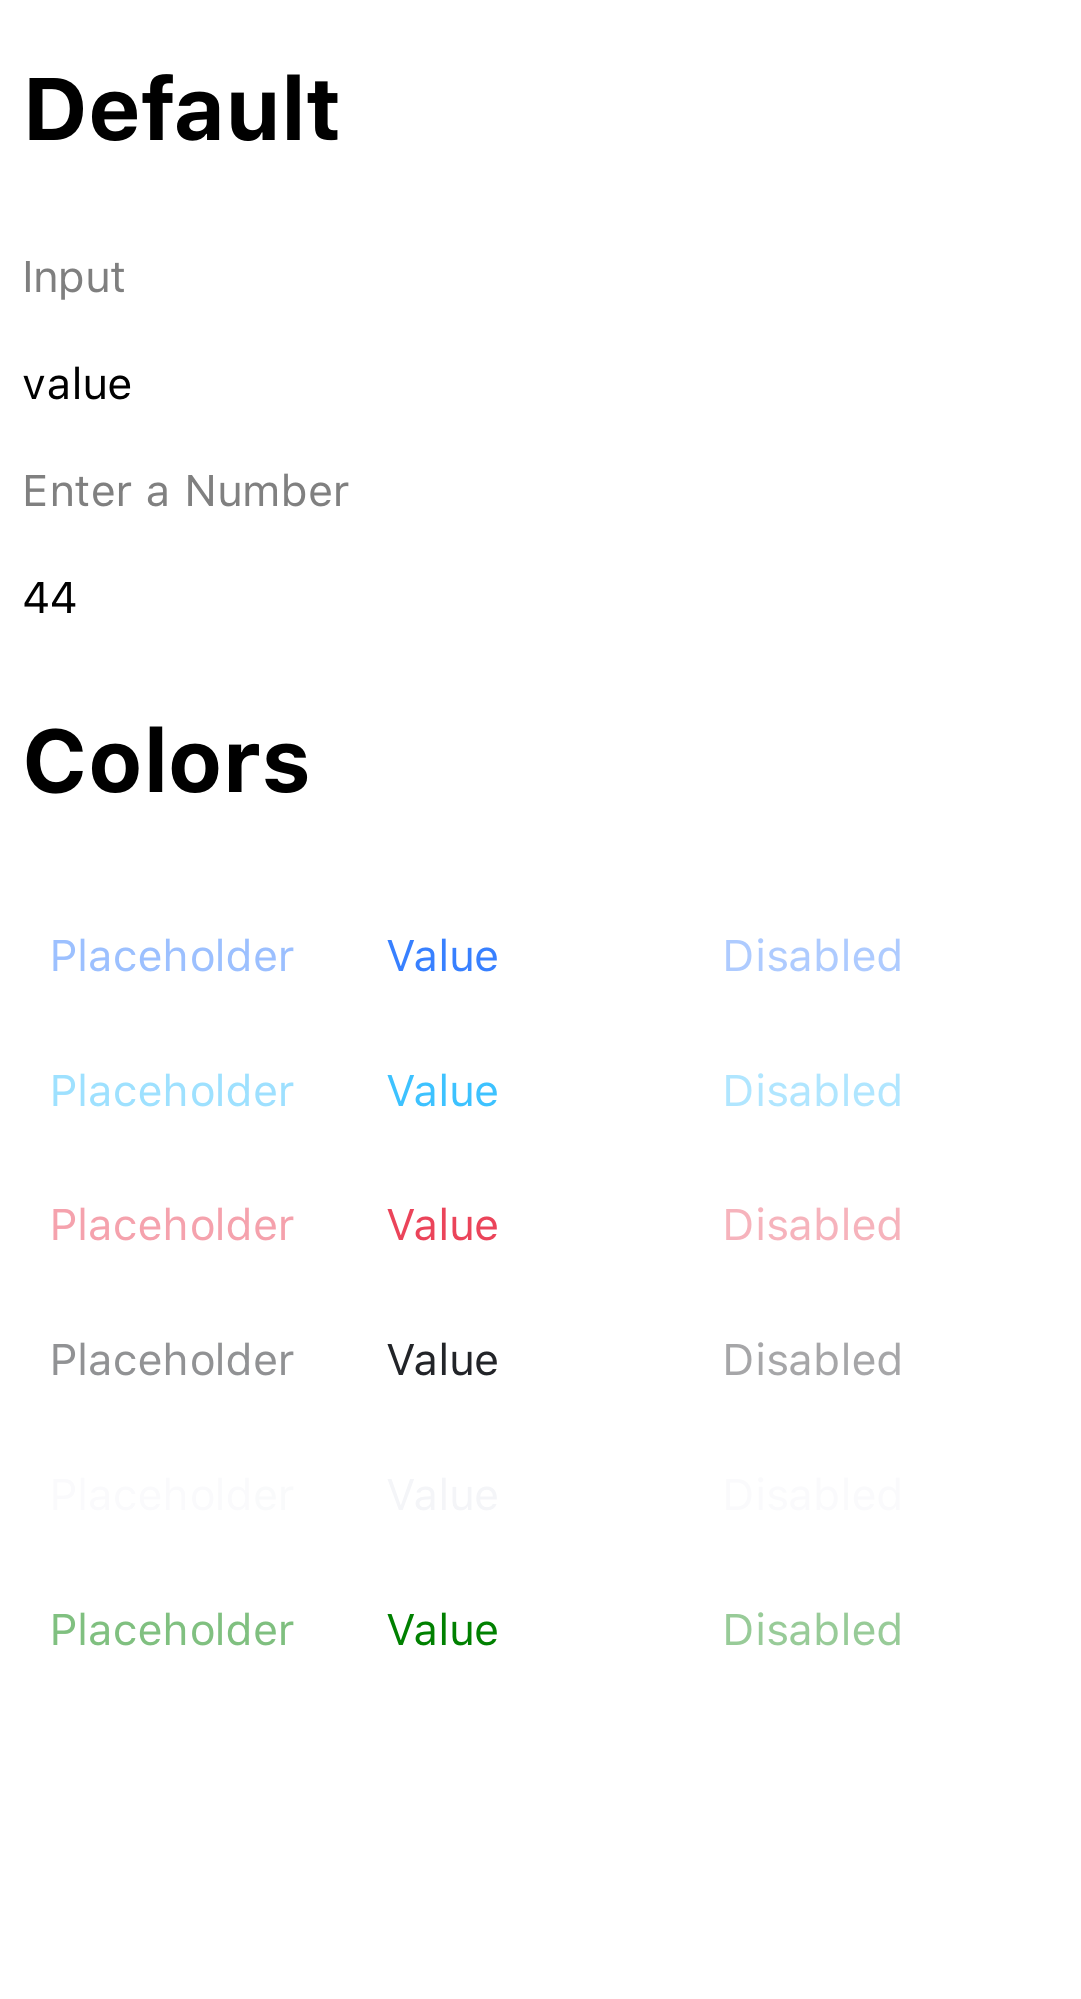 Default
Input
value
Enter a Number
44
Colors
Placeholder Value Disabled
Placeholder Value Disabled
Placeholder Value Disabled
Placeholder Value Disabled
Placeholder Value Disabled
Placeholder Value Disabled